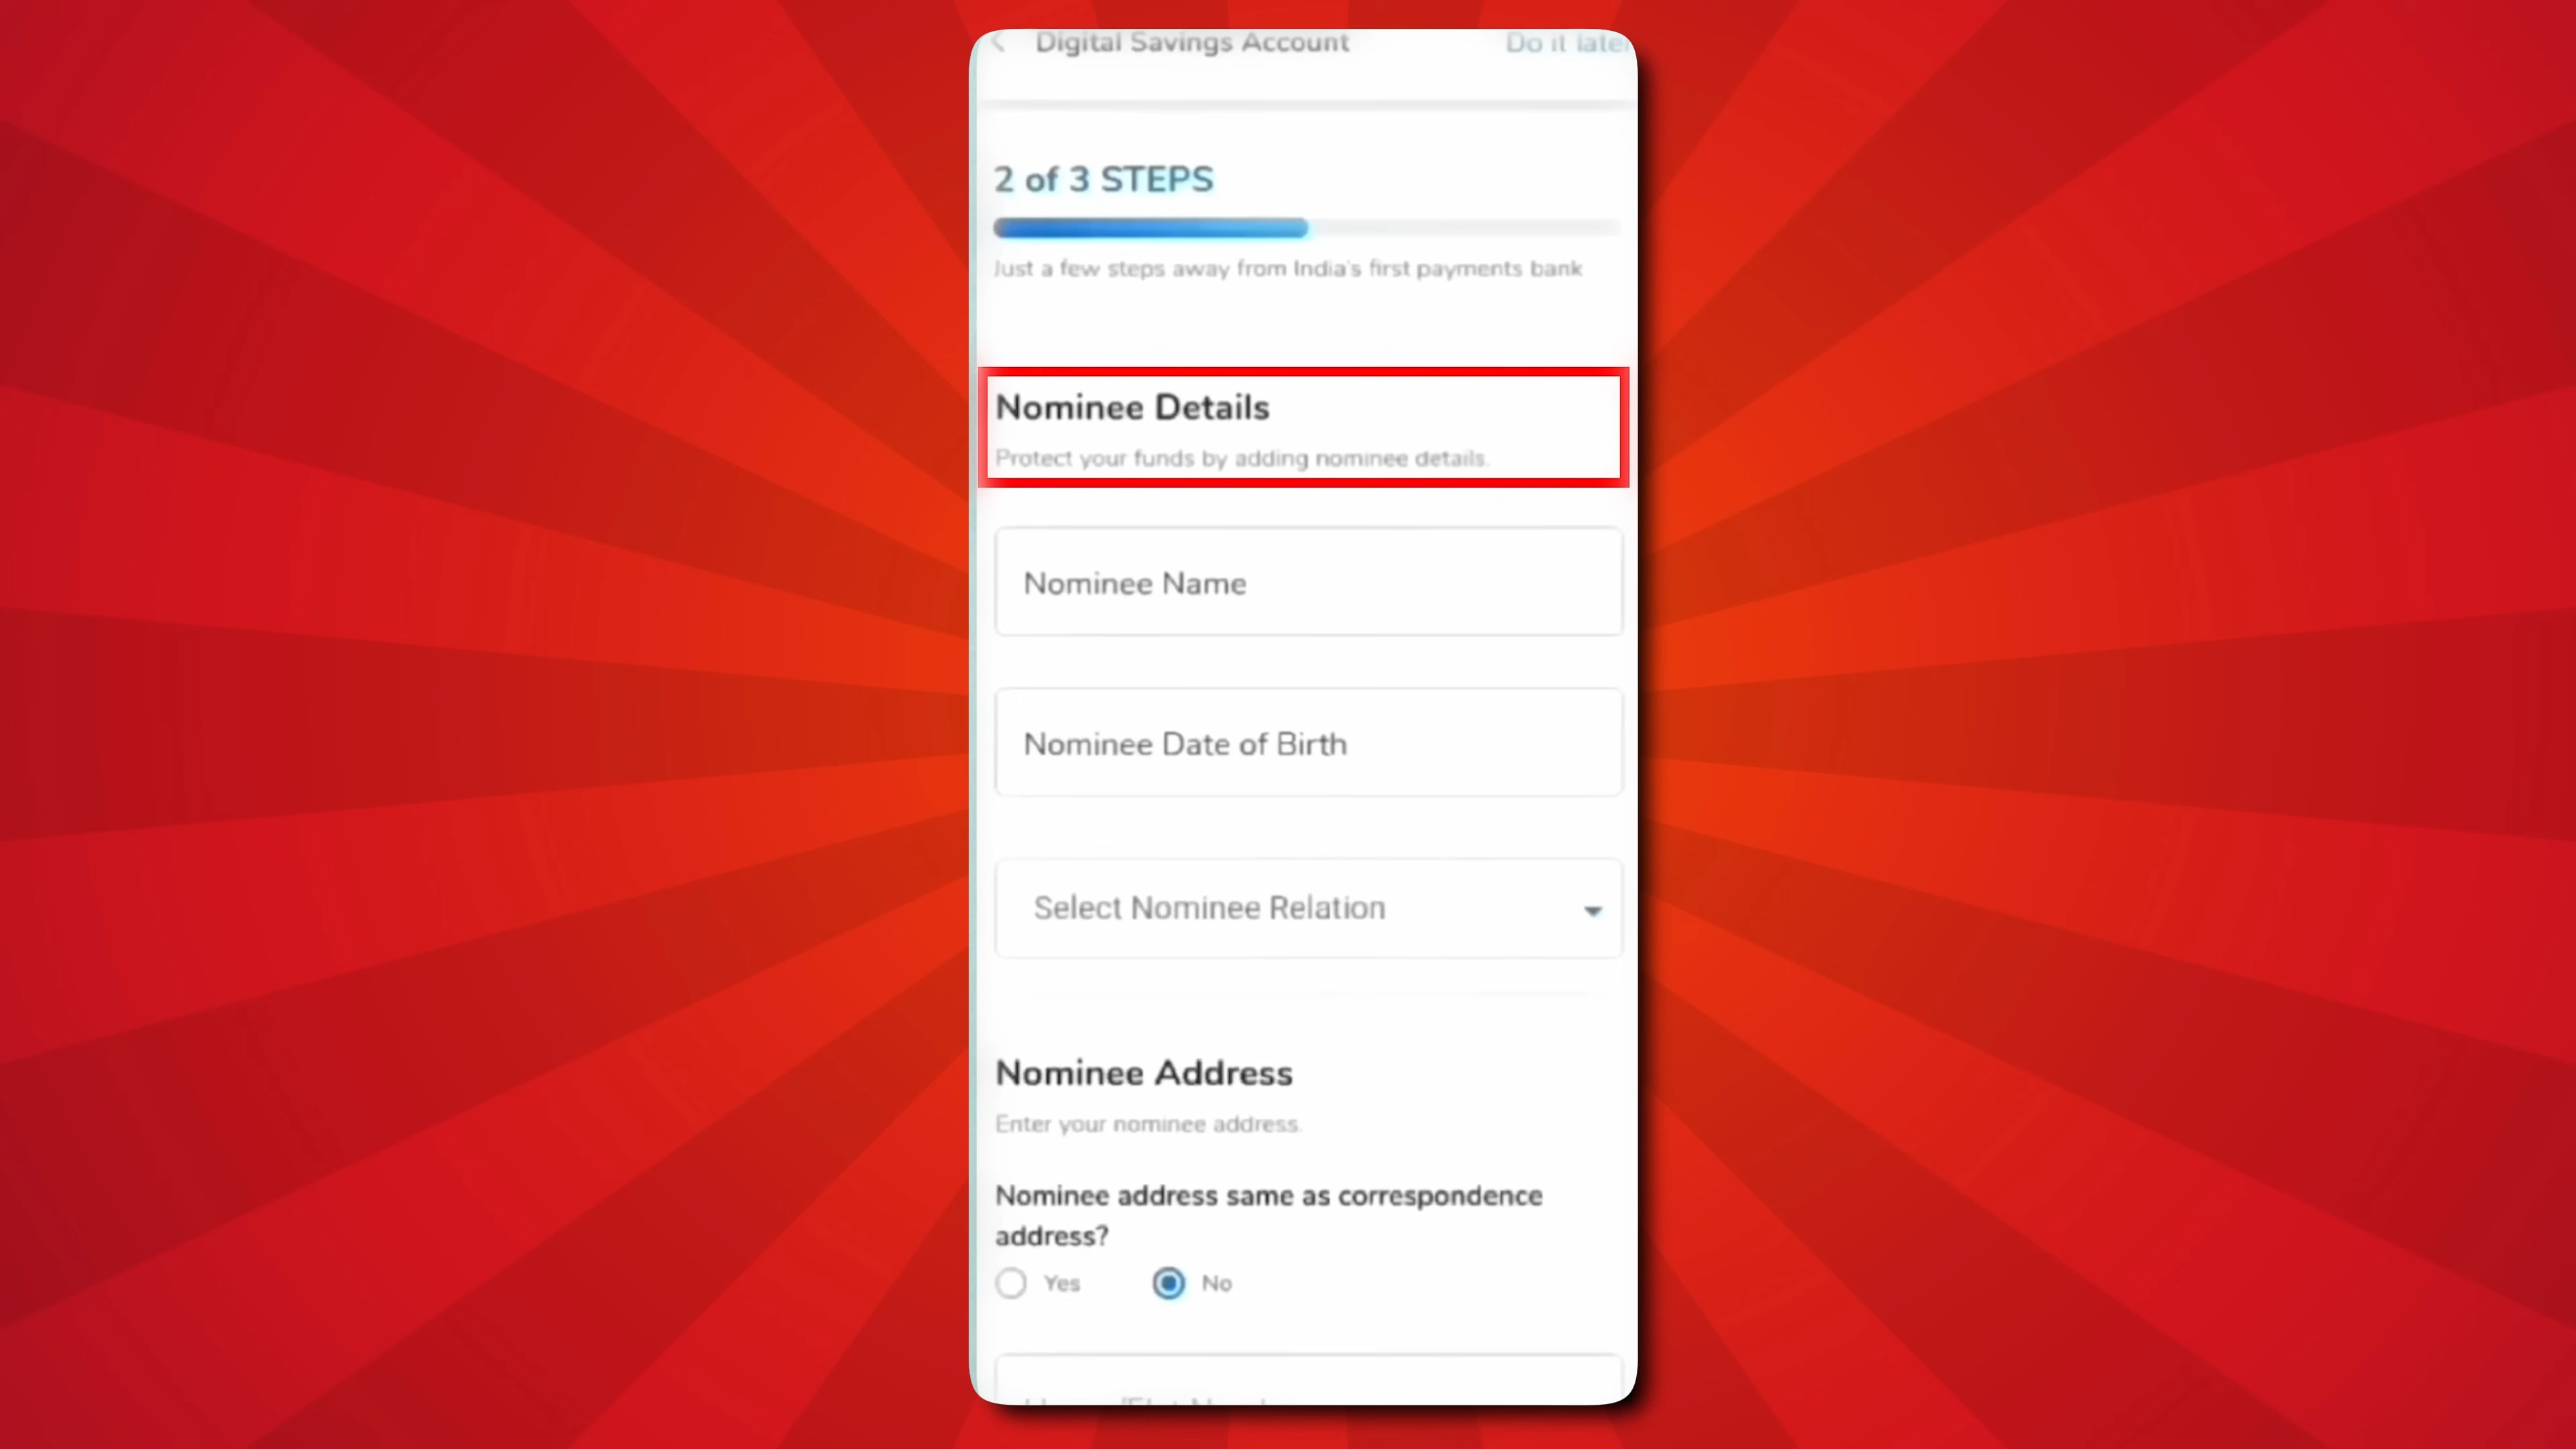 Digital Savings Account
Do it later
2 of 3 STEPS
Just a few steps away from India's first payments bank
Nominee Details
Protect your funds by adding nominee details.
Nominee Name
Nominee Date of Birth
Select Nominee Relation
Nominee Address
Enter your nominee address.
Nominee address same as correspondence
address?
Yes
No